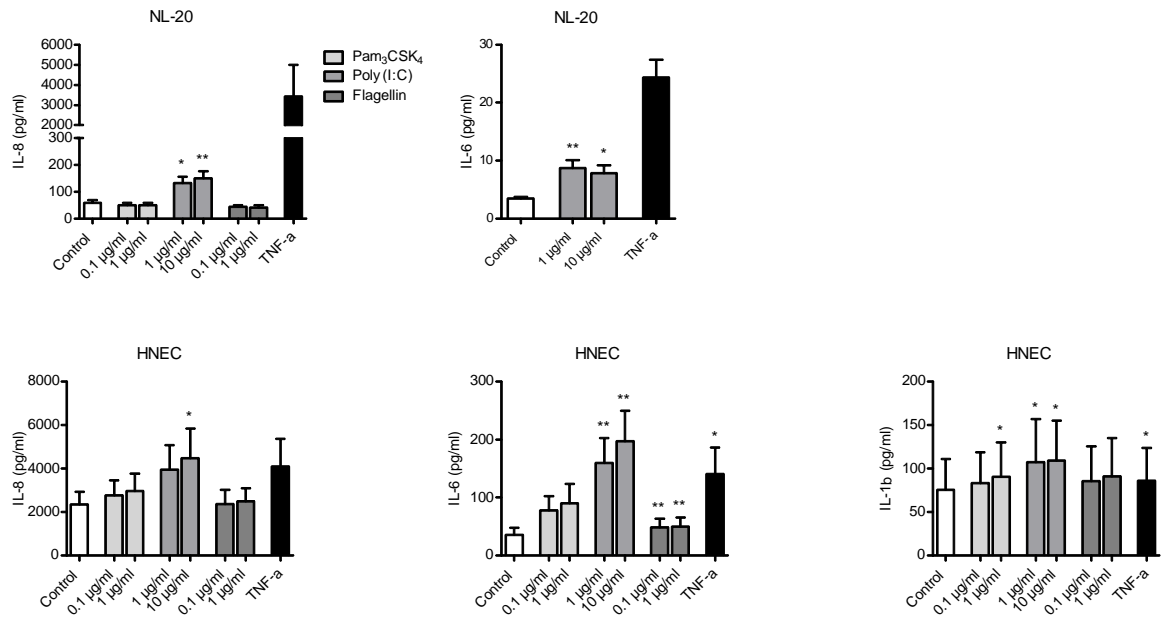 NL-20
IL-8 (pg/ml)
6000
5000
4000
3000
2000
300
200
100
0
* **
Control
0.1 µg/ml
1 µg/ml
1 µg/ml
10 µg/ml
0.1 µg/ml
1 µg/ml
TNF-a
Pam₃CSK₄
Poly (I:C)
Flagellin
NL-20
IL-6 (pg/ml)
30
20
10
0
** *
Control
1 µg/ml
10 µg/ml
TNF-a
HNEC
IL-8 (pg/ml)
8000
6000
4000
2000
0
*
Control
0.1 µg/ml
1 µg/ml
1 µg/ml
10 µg/ml
0.1 µg/ml
1 µg/ml
TNF-a
HNEC
IL-6 (pg/ml)
300
200
100
0
** ** ** ** *
Control
0.1 µg/ml
1 µg/ml
1 µg/ml
10 µg/ml
0.1 µg/ml
1 µg/ml
TNF-a
HNEC
IL-1b (pg/ml)
200
150
100
50
0
* * * *
Control
0.1 µg/ml
1 µg/ml
1 µg/ml
10 µg/ml
0.1 µg/ml
1 µg/ml
TNF-a